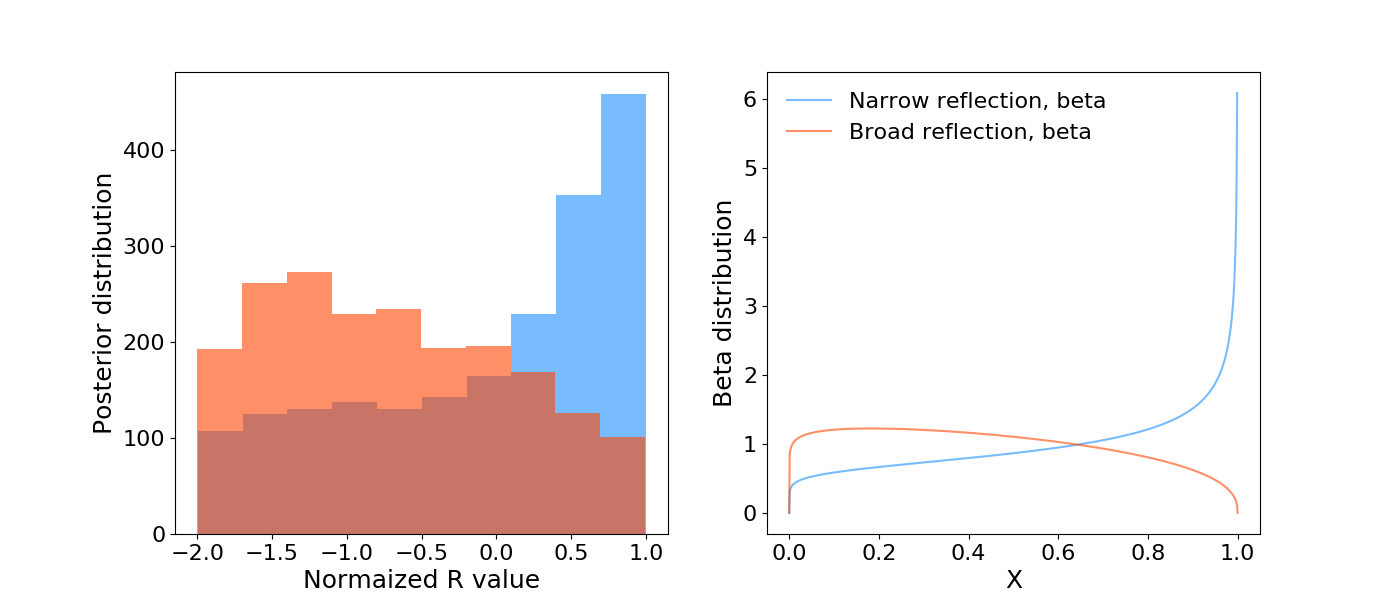 Posterior distribution
400
300
200
100
0
−2.0 −1.5 −1.0 −0.5 0.0 0.5 1.0
Normaized R value
Beta distribution
6
5
4
3
2
1
0
Narrow reflection, beta
Broad reflection, beta
0.0 0.2 0.4 0.6 0.8 1.0
X